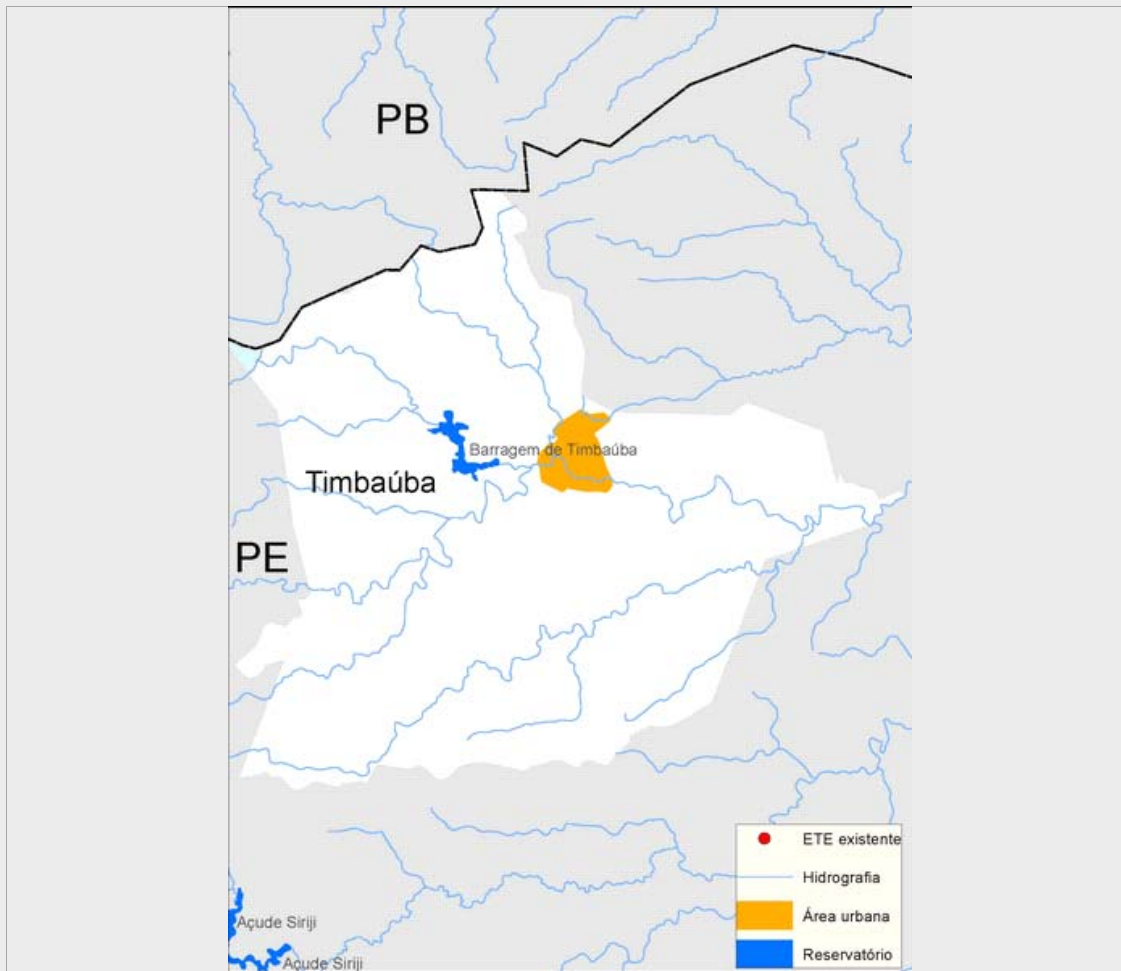 PB
Barragem de Timbaúba
Timbaúba
PE
ETE existente
Hidrografia
Área urbana
Reservatório
Açude Siriji
Açude Siriji